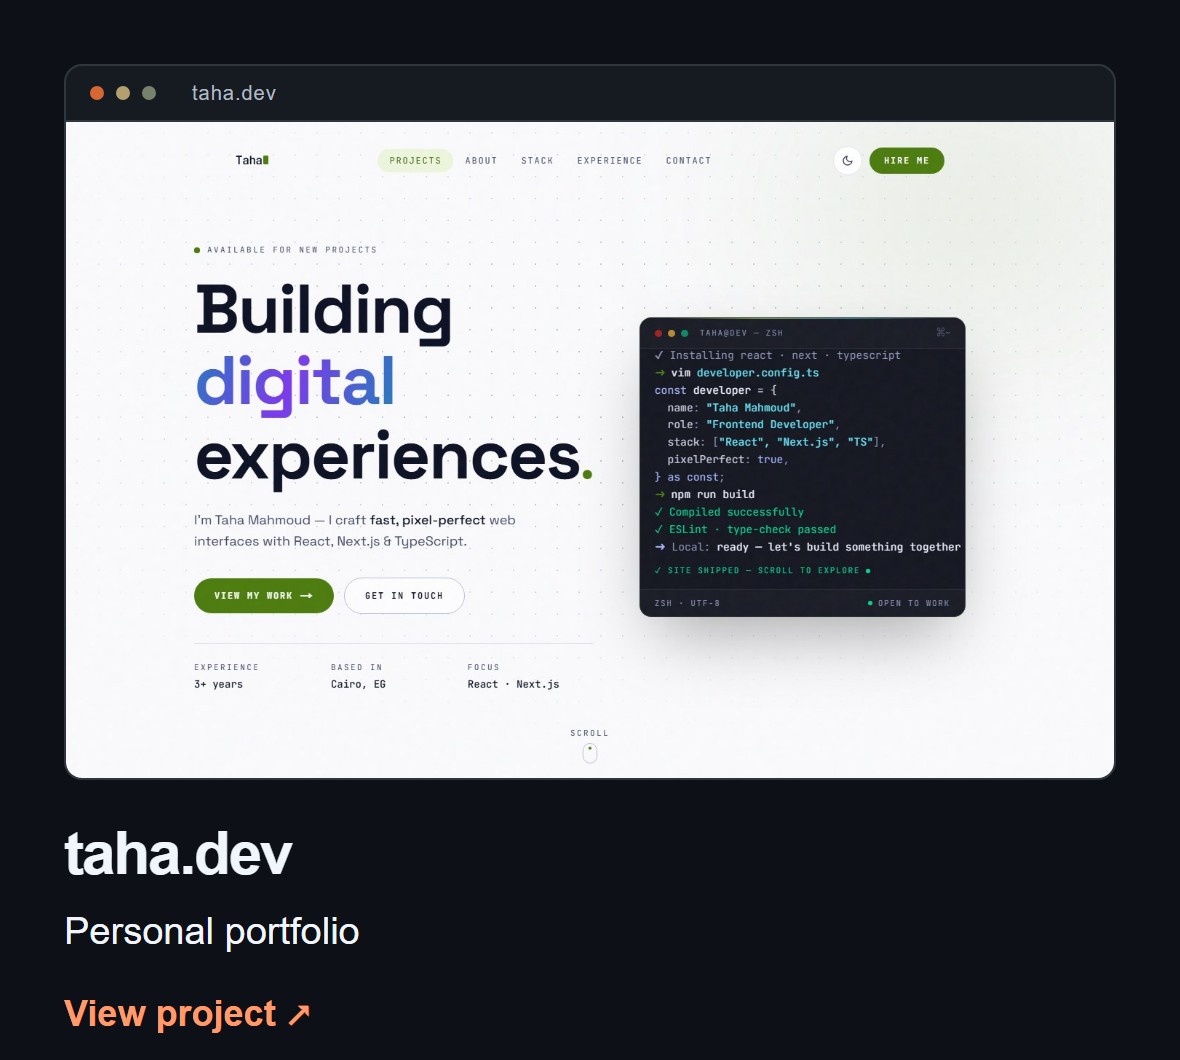 taha.dev
Taha
PROJECTS ABOUT STACK EXPERIENCE CONTACT
HIRE ME
AVAILABLE FOR NEW PROJECTS
Building
digital
experiences.
I'm Taha Mahmoud — I craft fast, pixel-perfect web
interfaces with React, Next.js & TypeScript.
VIEW MY WORK →
GET IN TOUCH
EXPERIENCE
3+ years
BASED IN
Cairo, EG
FOCUS
React · Next.js
TAHA@DEV — ZSH
✓ Installing react · next · typescript
→ vim developer.config.ts
const developer = {
name: "Taha Mahmoud",
role: "Frontend Developer",
stack: ["React", "Next.js", "TS"],
pixelPerfect: true,
} as const;
→ npm run build
✓ Compiled successfully
✓ ESLint · type-check passed
➜ Local: ready — let's build something together
✓ SITE SHIPPED — SCROLL TO EXPLORE
ZSH · UTF-8
OPEN TO WORK
SCROLL
taha.dev
Personal portfolio
View project ↗